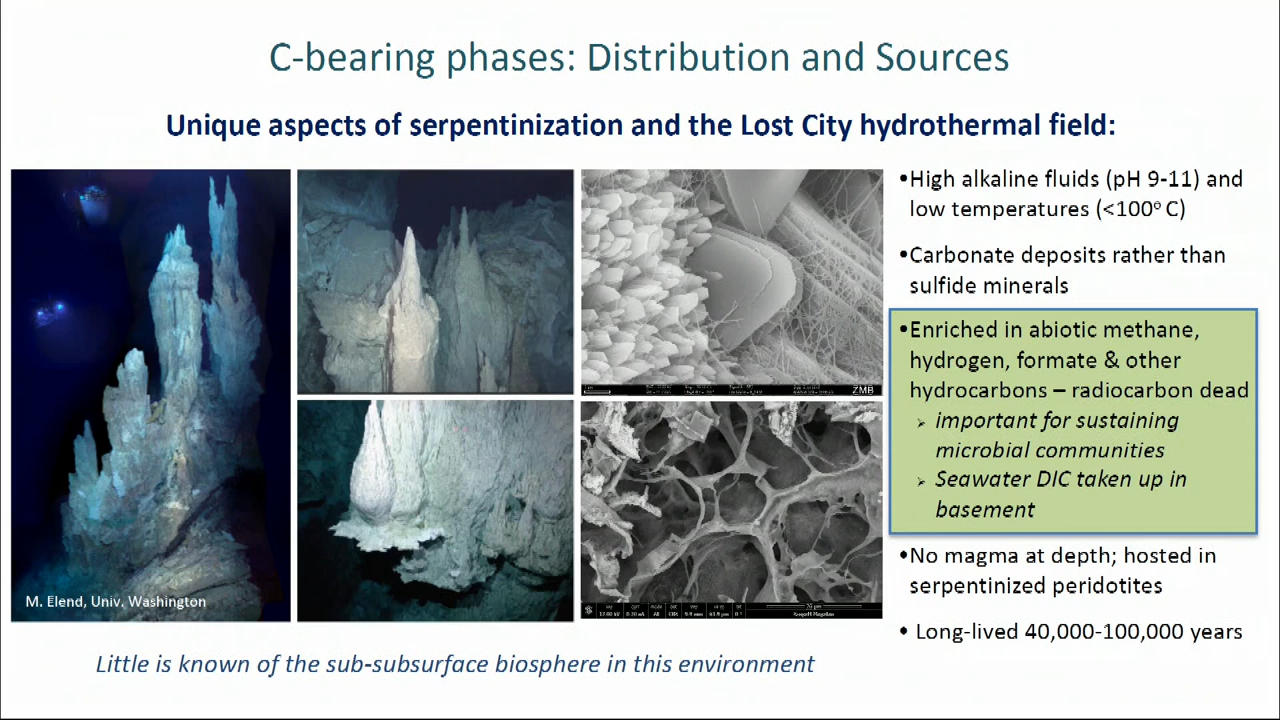 C-bearing phases: Distribution and Sources
Unique aspects of serpentinization and the Lost City hydrothermal field:
•High alkaline fluids (pH 9-11) and
low temperatures (<100º C)
•Carbonate deposits rather than
sulfide minerals
•Enriched in abiotic methane,
hydrogen, formate & other
hydrocarbons – radiocarbon dead
➢ important for sustaining
microbial communities
➢ Seawater DIC taken up in
basement
•No magma at depth; hosted in
serpentinized peridotites
• Long-lived 40,000-100,000 years
M. Elend, Univ. Washington
ZMB
Little is known of the sub-subsurface biosphere in this environment